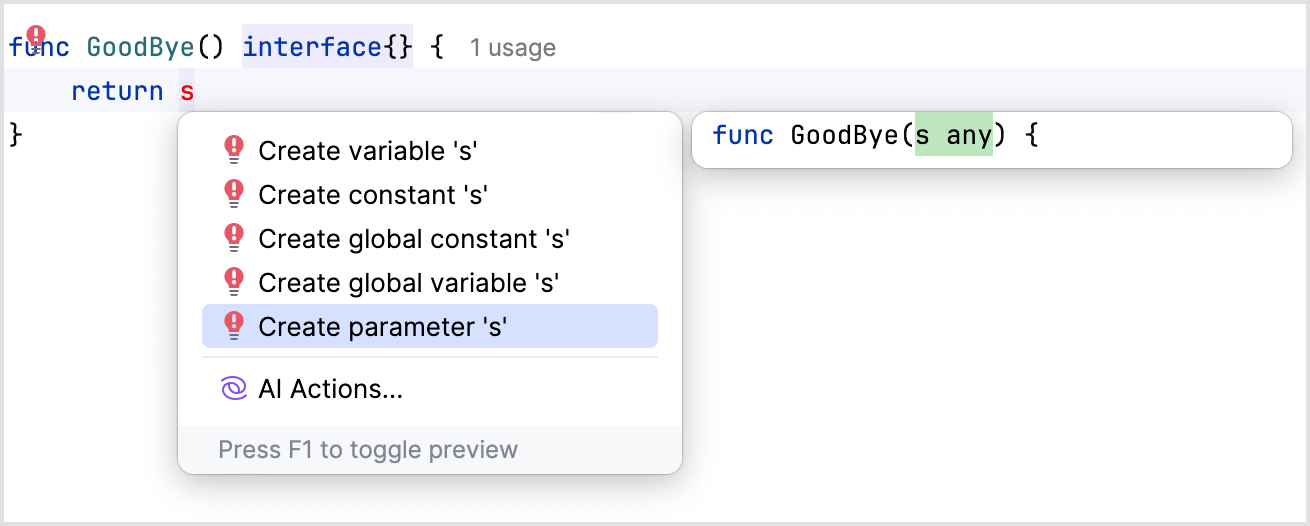 func GoodBye() interface{} { 1 usage
return s
}
Create variable 's'
Create constant 's'
Create global constant 's'
Create global variable 's'
Create parameter 's'
AI Actions...
Press F1 to toggle preview
func GoodBye(s any) {